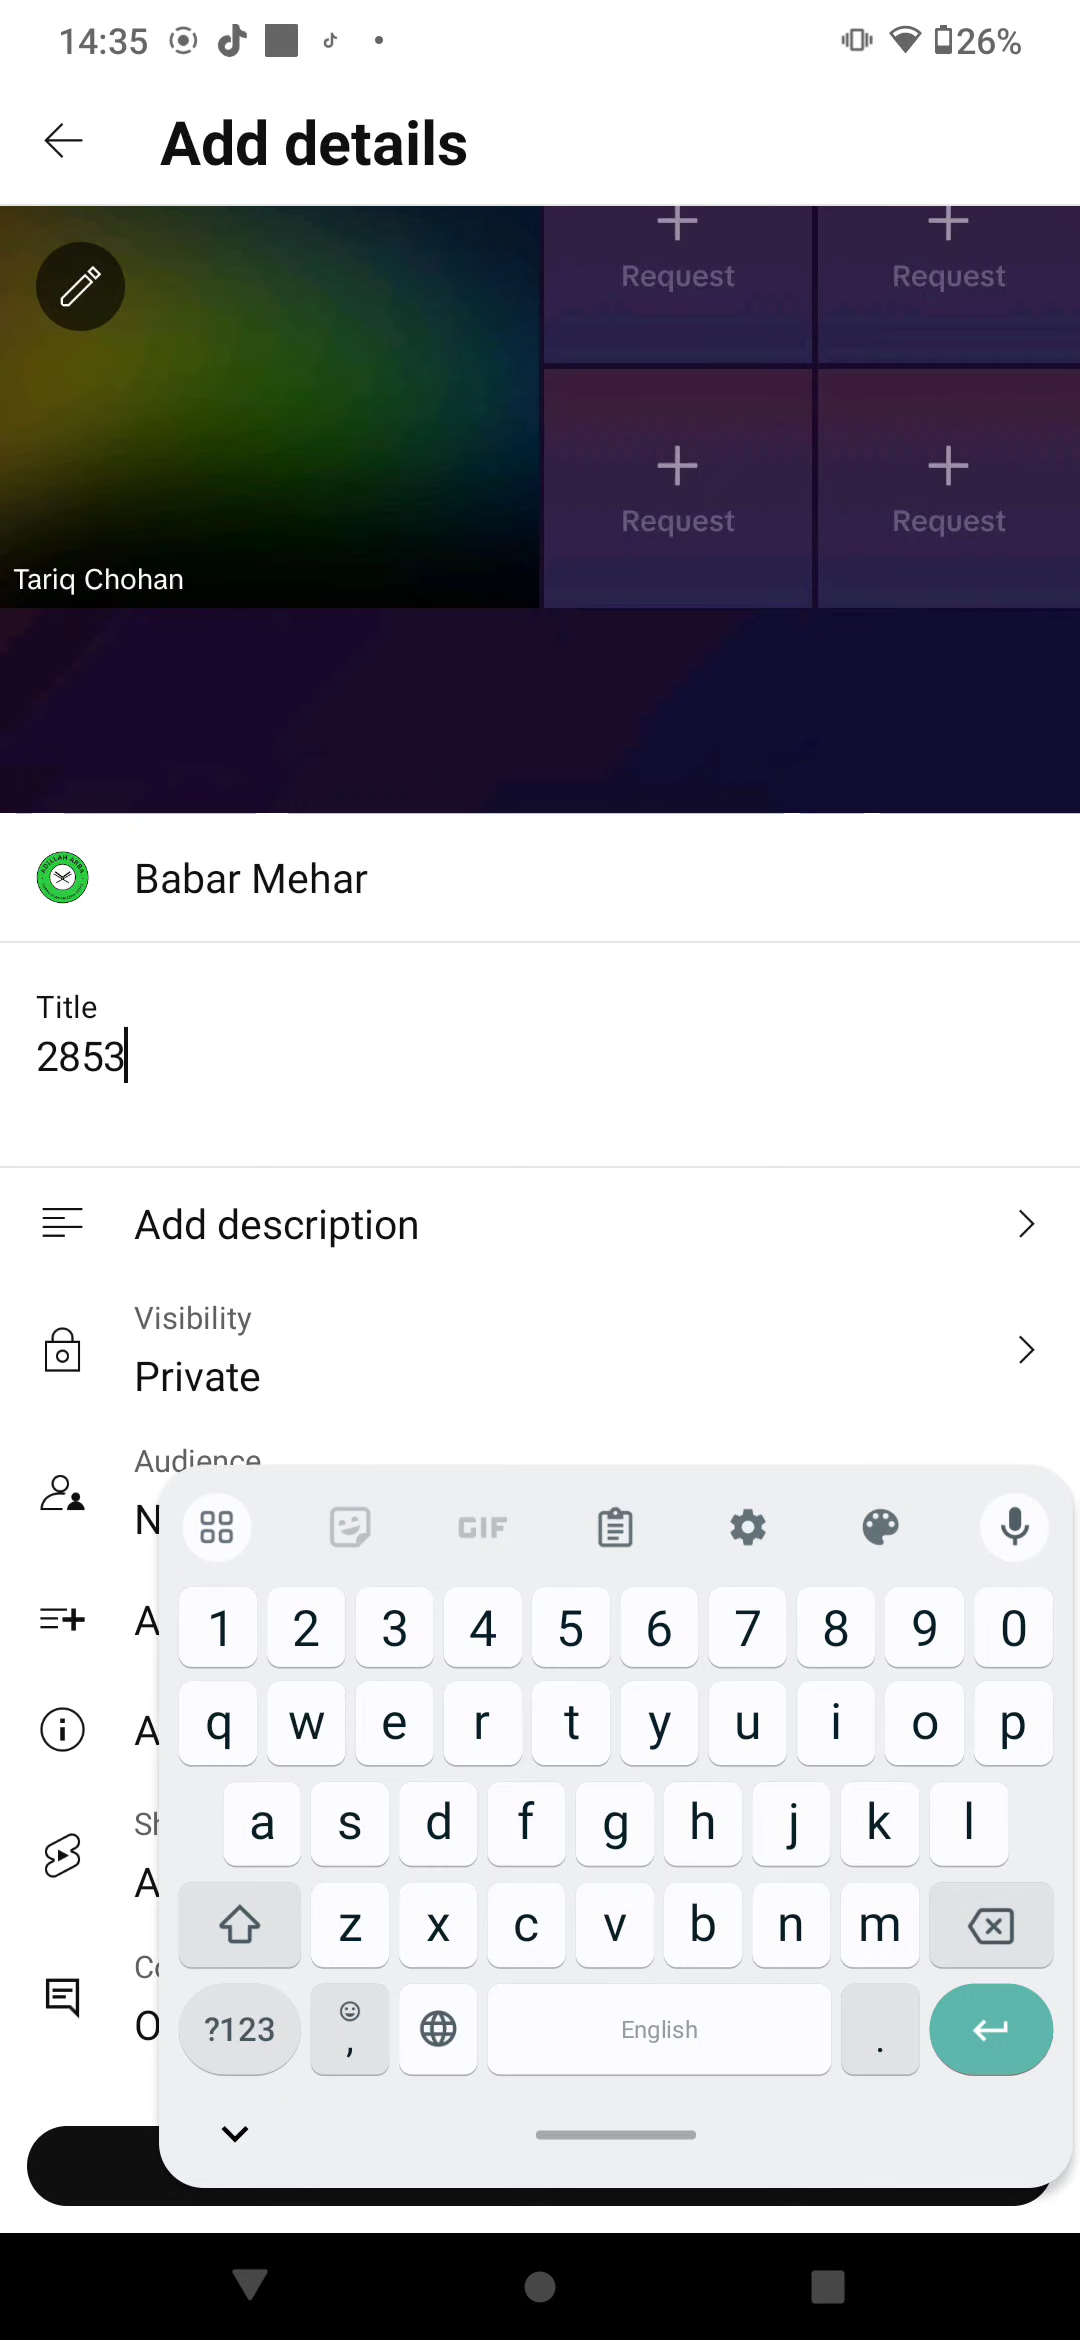 14:35 26%
Add details
Request Request
Request Request
Tariq Chohan
Babar Mehar
Title
2853
Add description
Visibility
Private
Audience
N
GIF
A
1 2 3 4 5 6 7 8 9 0
q w e r t y u i o p
A
Sh
a s d f g h j k l
A
z x c v b n m
Co
O
?123 , English .